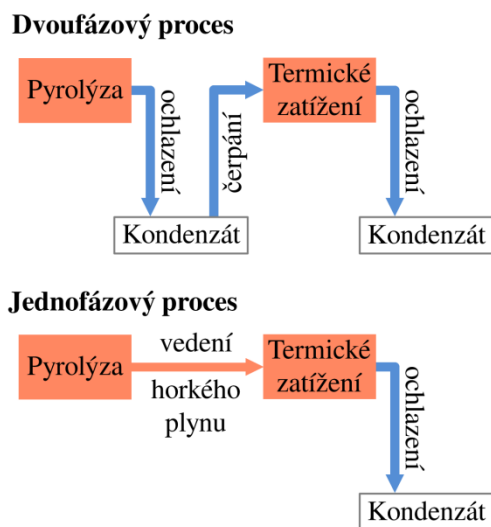 Dvoufázový proces
Pyrolýza
ochlazení
čerpání
Termické
zatížení
ochlazení
Kondenzát
Kondenzát
Jednofázový proces
Pyrolýza
vedení
horkého
plynu
Termické
zatížení
ochlazení
Kondenzát